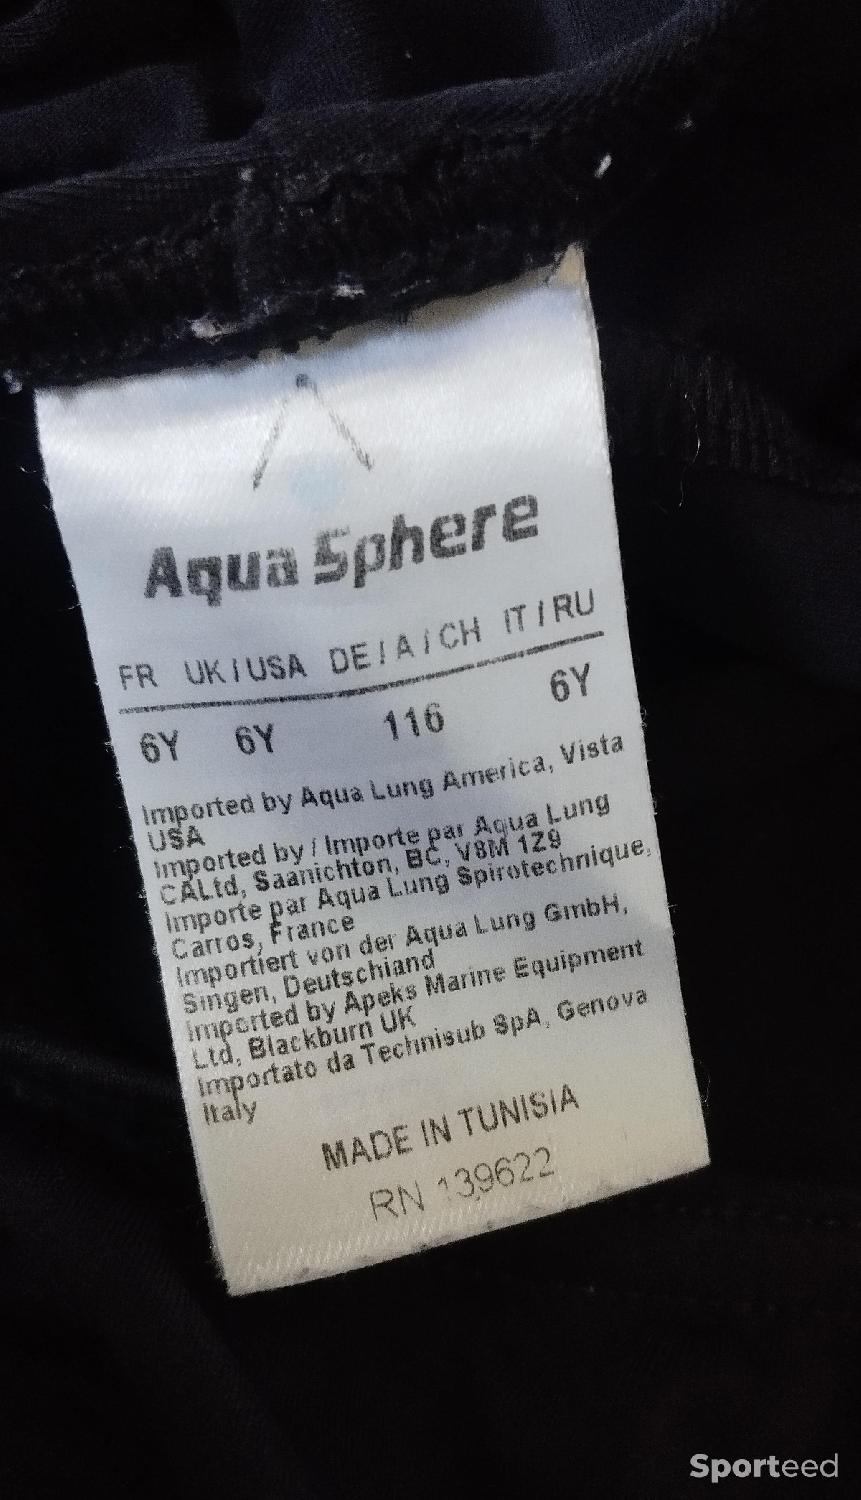 Aqua Sphere
FR UK/USA DE/A/CH IT/RU
6Y 6Y 116 6Y
Imported by Aqua Lung America, Vista
USA
Imported by / Importe par Aqua Lung
CALtd, Saanichton, BC, V8M 1Z9
Importe par Aqua Lung Spirotechnique,
Carros, France
Importiert von der Aqua Lung GmbH,
Singen, Deutschland
Imported by Apeks Marine Equipment
Ltd, Blackburn UK
Importato da Technisub SpA, Genova
Italy
MADE IN TUNISIA
RN 139622
Sporteed